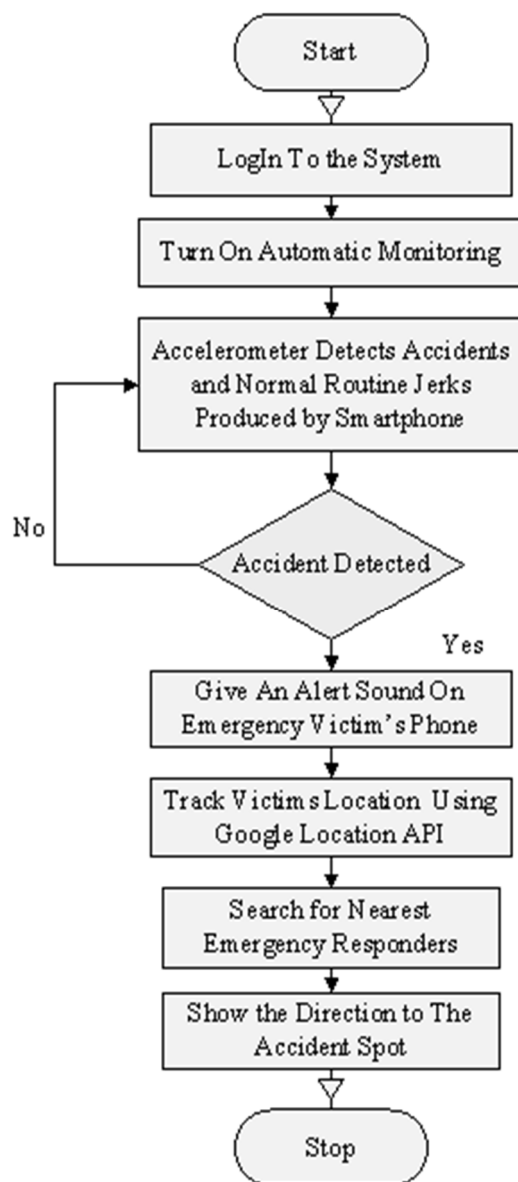 Start
LogIn To the System
Turn On Automatic Monitoring
Accelerometer Detects Accidents
and Normal Routine Jerks
Produced by Smartphone
No
Accident Detected
Yes
Give An Alert Sound On
Emergency Victim's Phone
Track Victims Location Using
Google Location API
Search for Nearest
Emergency Responders
Show the Direction to The
Accident Spot
Stop